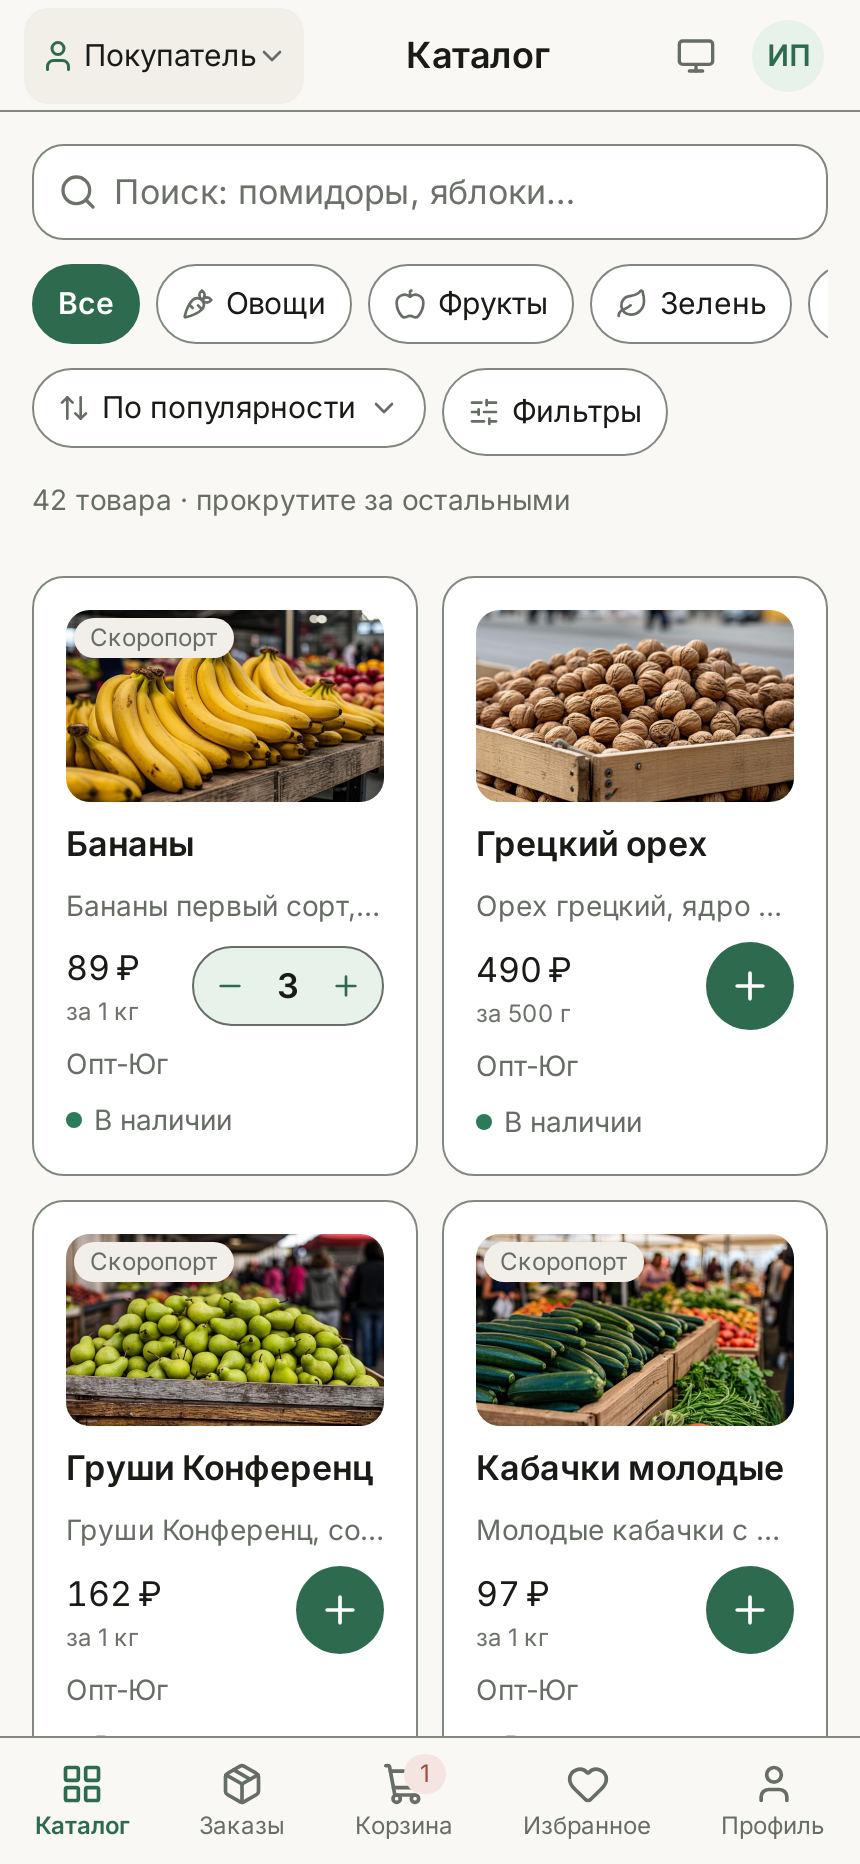 Покупатель
Каталог
ИП
Поиск: помидоры, яблоки...
Все
Овощи
Фрукты
Зелень
По популярности
Фильтры
42 товара · прокрутите за остальными
Скоропорт
Бананы
Бананы первый сорт,...
89 ₽
за 1 кг
− 3 +
Опт-Юг
В наличии
Грецкий орех
Орех грецкий, ядро ...
490 ₽
за 500 г
+
Опт-Юг
В наличии
Скоропорт
Груши Конференц
Груши Конференц, со...
162 ₽
за 1 кг
+
Опт-Юг
Скоропорт
Кабачки молодые
Молодые кабачки с ...
97 ₽
за 1 кг
+
Опт-Юг
Каталог
Заказы
1
Корзина
Избранное
Профиль